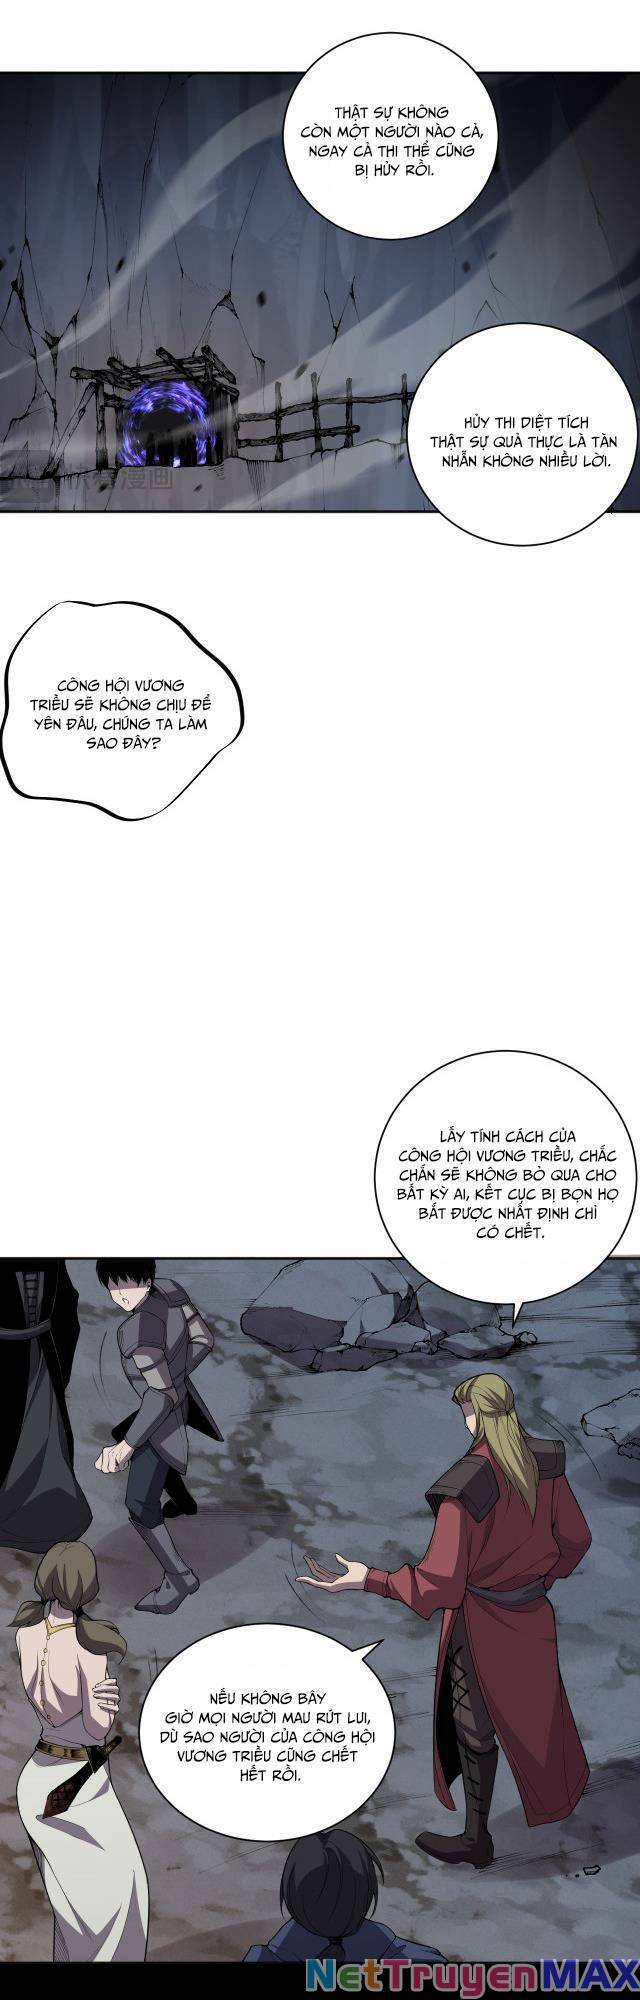 THẬT SỰ KHÔNG
CÒN MỘT NGƯỜI NÀO CẢ,
NGAY CẢ THI THỂ CŨNG
BỊ HỦY RỒI.
HỦY THI DIỆT TÍCH
THẬT SỰ QUẢ THỰC LÀ TÀN
NHẪN KHÔNG NHIỀU LỜI.
漫画
CÔNG HỘI VƯƠNG
TRIỀU SẼ KHÔNG CHỊU ĐỂ
YÊN ĐÂU, CHÚNG TA LÀM
SAO ĐÂY?
LẤY TÍNH CÁCH CỦA
CÔNG HỘI VƯƠNG TRIỀU, CHẮC
CHẮN SẼ KHÔNG BỎ QUA CHO
BẤT KỲ AI, KẾT CỤC BỊ BỌN HỌ
BẮT ĐƯỢC NHẤT ĐỊNH CHỈ
CÓ CHẾT.
NẾU KHÔNG BÂY
GIỜ MỌI NGƯỜI MAU RÚT LUI,
DÙ SAO NGƯỜI CỦA CÔNG HỘI
VƯƠNG TRIỀU CŨNG CHẾT
HẾT RỒI.
NETTRUYENMAX